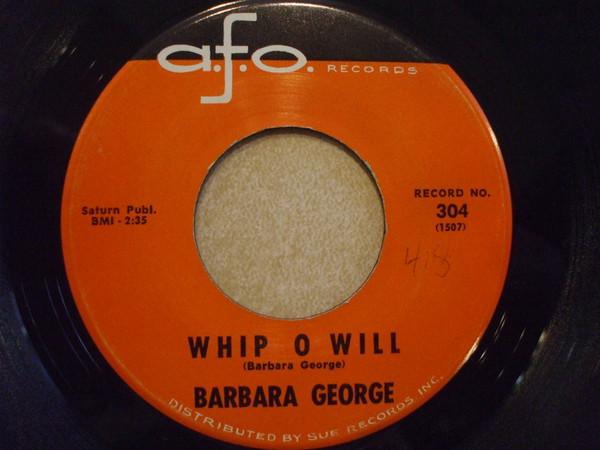 a.f.o. RECORDS
Saturn Publ.
BMI - 2:35
RECORD NO.
304
(1507)
WHIP O WILL
(Barbara George)
BARBARA GEORGE
DISTRIBUTED BY SUE RECORDS, INC.